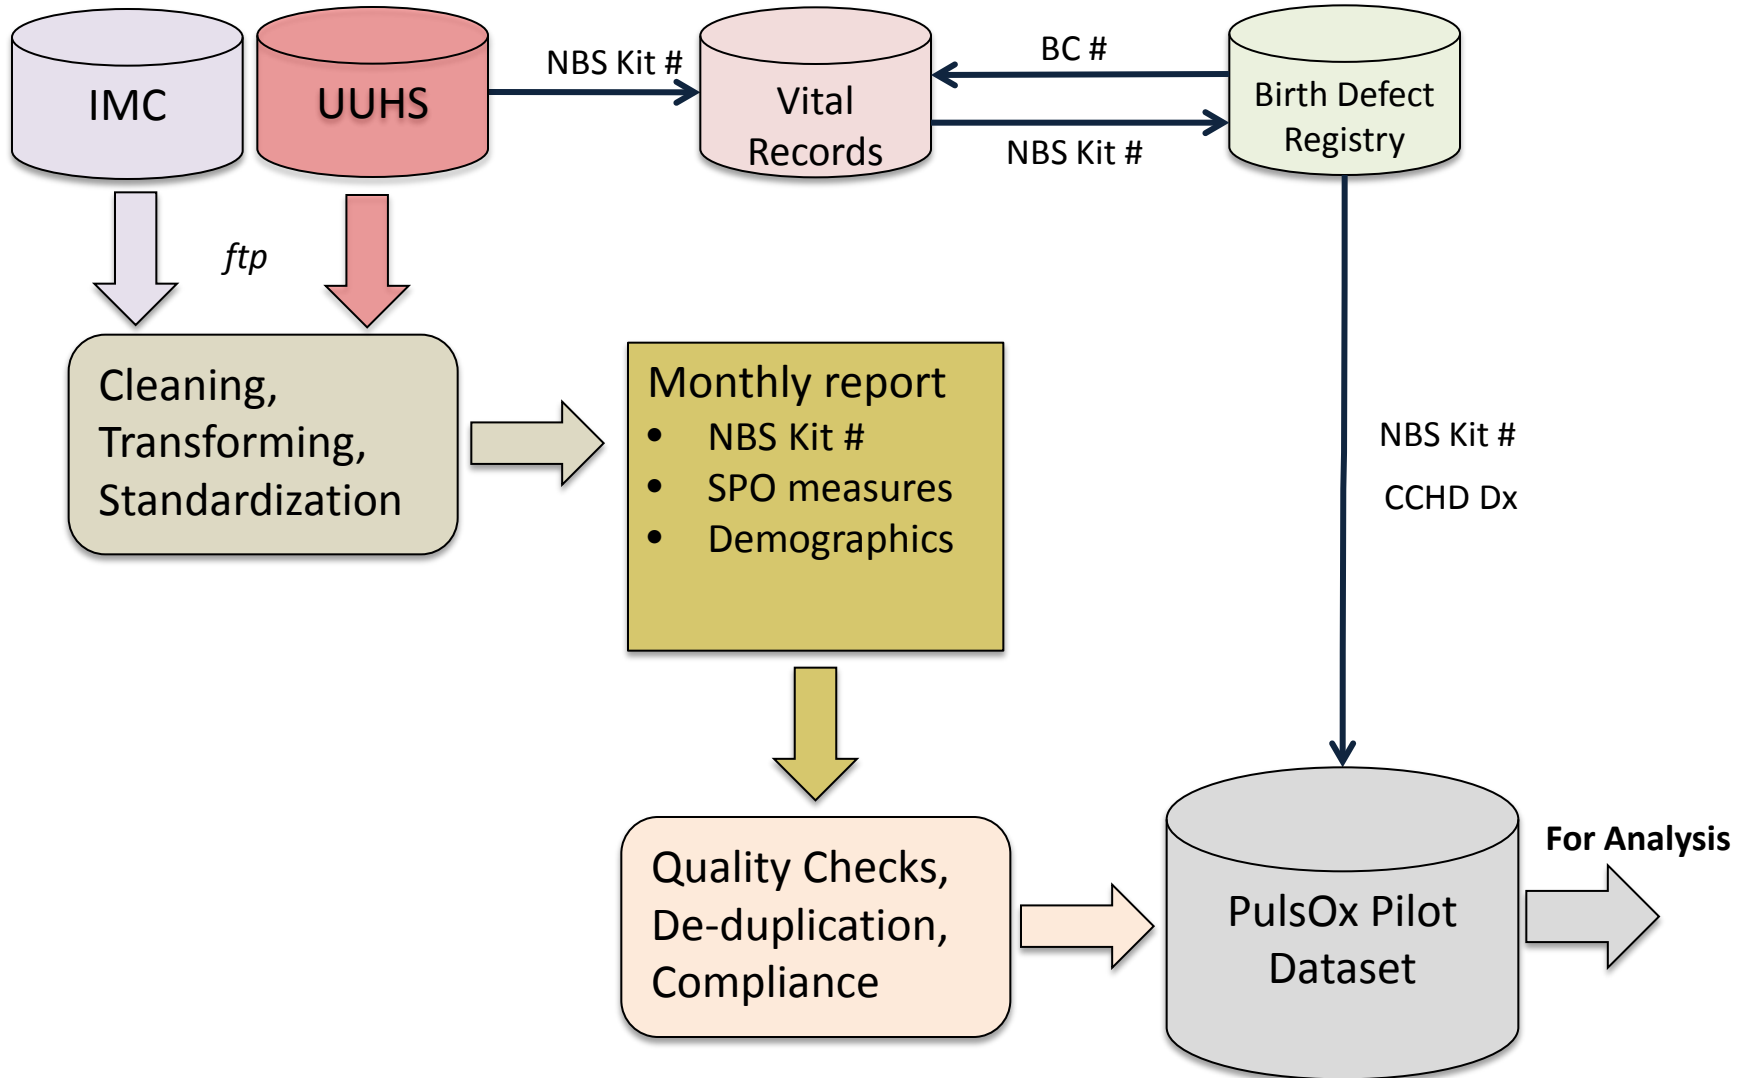 IMC
UUHS
NBS Kit #
Vital
Records
BC #
NBS Kit #
Birth Defect
Registry
ftp
Cleaning,
Transforming,
Standardization
Monthly report
• NBS Kit #
• SPO measures
• Demographics
NBS Kit #
CCHD Dx
Quality Checks,
De-duplication,
Compliance
PulsOx Pilot
Dataset
For Analysis